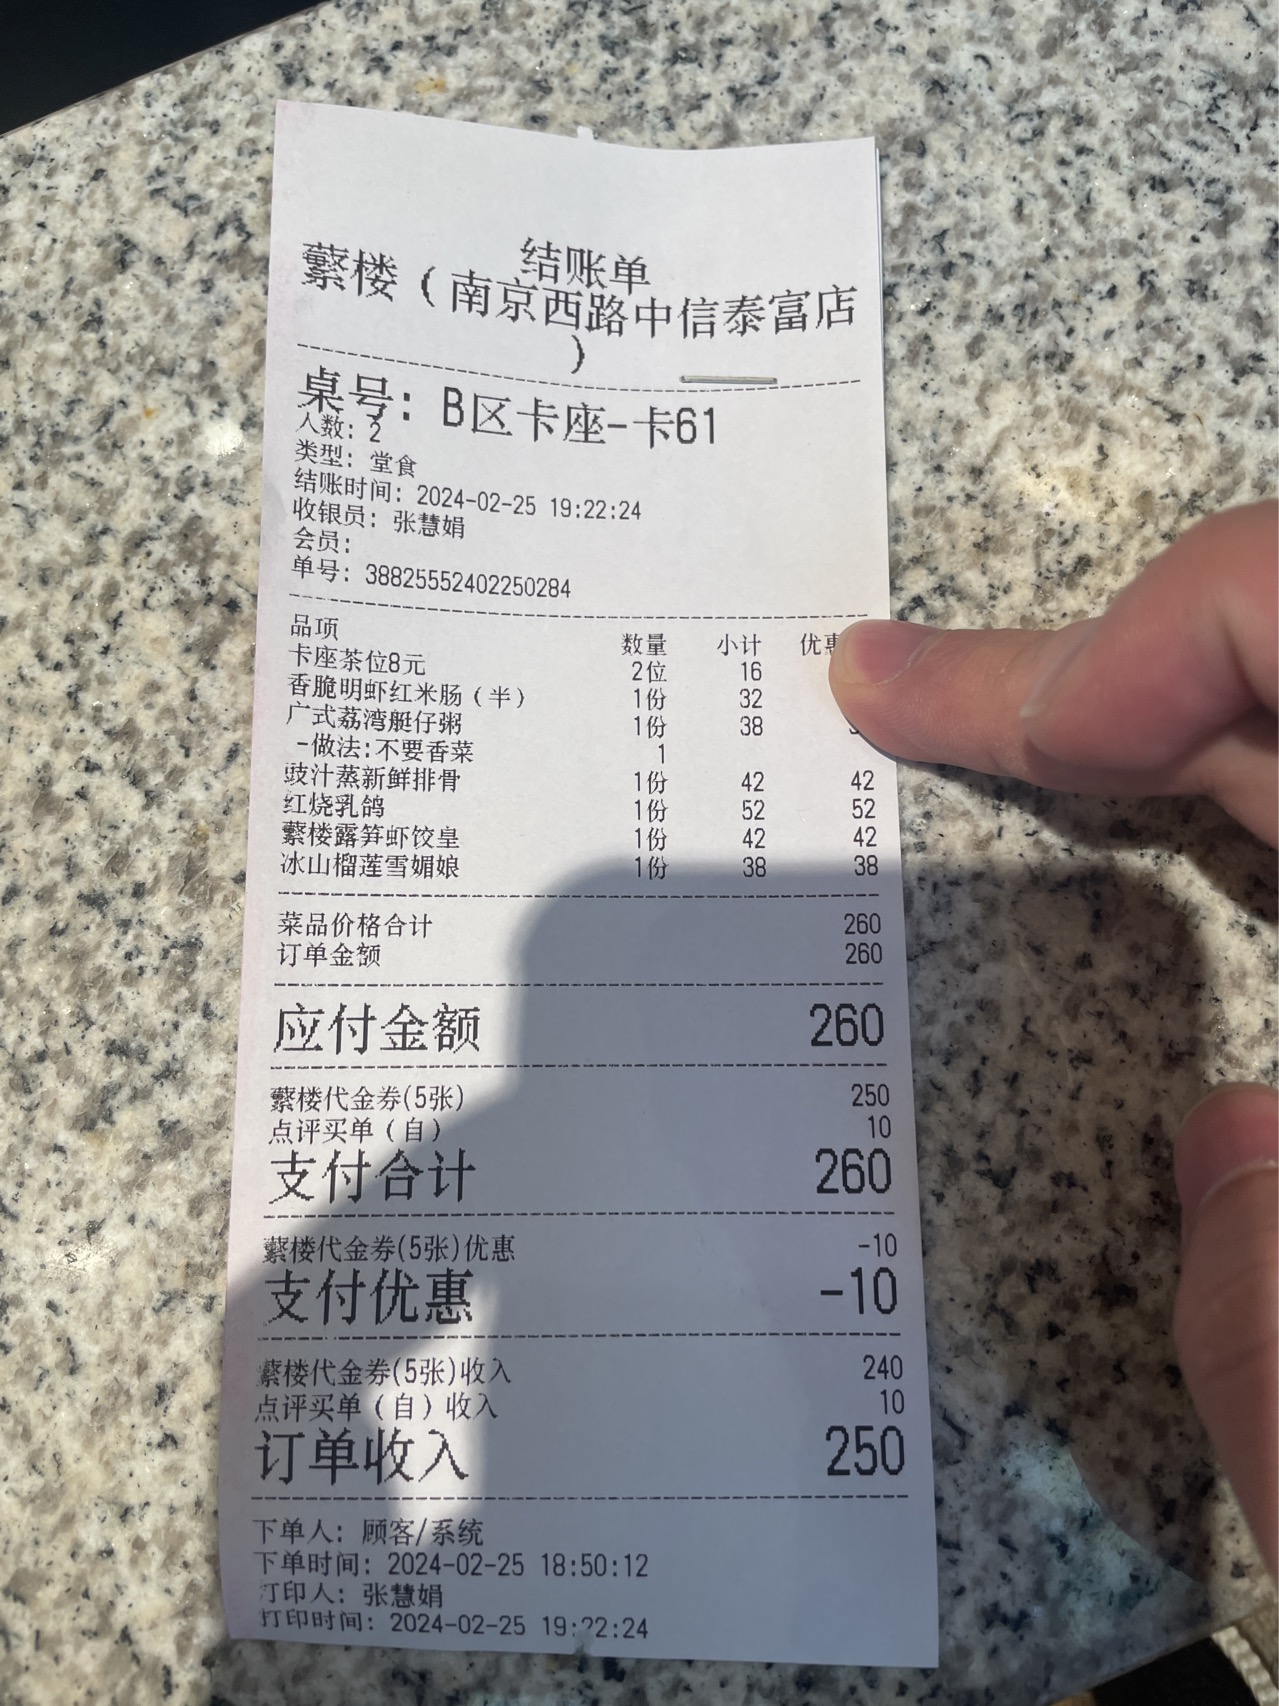 结账单
蘩楼（南京西路中信泰富店
）
桌号: B区卡座-卡61
人数: 2
类型: 堂食
结账时间: 2024-02-25 19:22:24
收银员: 张慧娟
会员:
单号: 38825552402250284
品项 数量 小计 优惠
卡座茶位8元 2位 16
香脆明虾红米肠（半） 1份 32
广式荔湾艇仔粥 1份 38
-做法:不要香菜 1
豉汁蒸新鲜排骨 1份 42 42
红烧乳鸽 1份 52 52
蘩楼露笋虾饺皇 1份 42 42
冰山榴莲雪媚娘 1份 38 38
菜品价格合计 260
订单金额 260
应付金额 260
蘩楼代金券(5张) 250
点评买单（自） 10
支付合计 260
蘩楼代金券(5张)优惠 -10
支付优惠 -10
蘩楼代金券(5张)收入 240
点评买单（自）收入 10
订单收入 250
下单人: 顾客/系统
下单时间: 2024-02-25 18:50:12
打印人: 张慧娟
打印时间: 2024-02-25 19:22:24